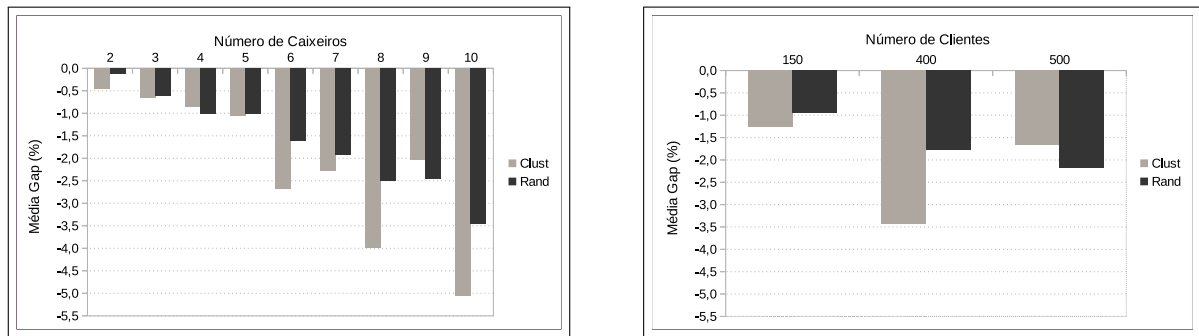 Número de Caixeiros
2 3 4 5 6 7 8 9 10
0,0
-0,5
-1,0
-1,5
-2,0
-2,5
-3,0
-3,5
-4,0
-4,5
-5,0
-5,5
Média Gap (%)
Clust
Rand
Número de Clientes
150 400 500
0,0
-0,5
-1,0
-1,5
-2,0
-2,5
-3,0
-3,5
-4,0
-4,5
-5,0
-5,5
Média Gap (%)
Clust
Rand